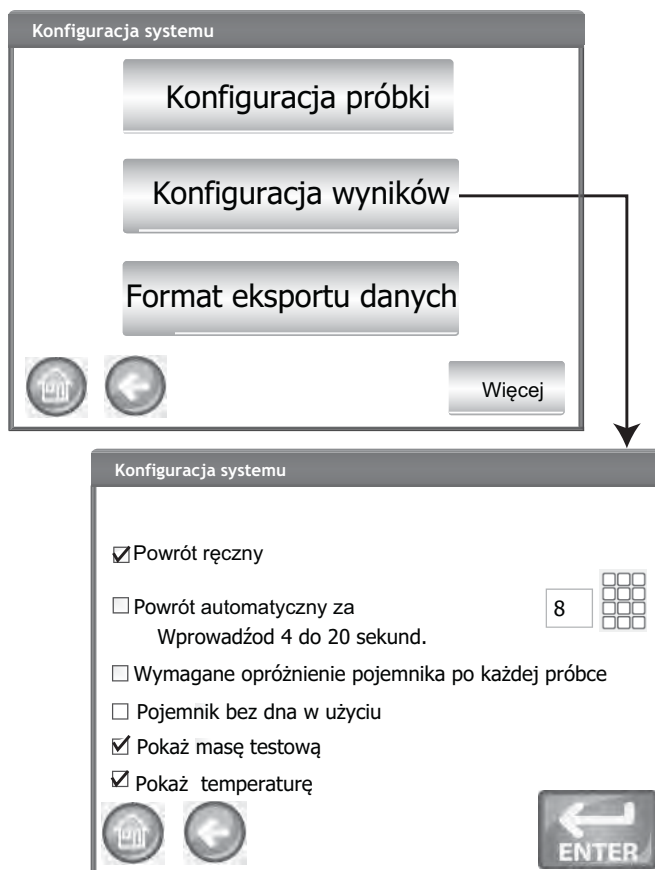 Konfiguracja systemu
Konfiguracja próbki
Konfiguracja wyników
Format eksportu danych
Więcej
Konfiguracja systemu
Powrót ręczny
Powrót automatyczny za
8
Wprowadźod 4 do 20 sekund.
Wymagane opróżnienie pojemnika po każdej próbce
Pojemnik bez dna w użyciu
Pokaż masę testową
Pokaż temperaturę
ENTER